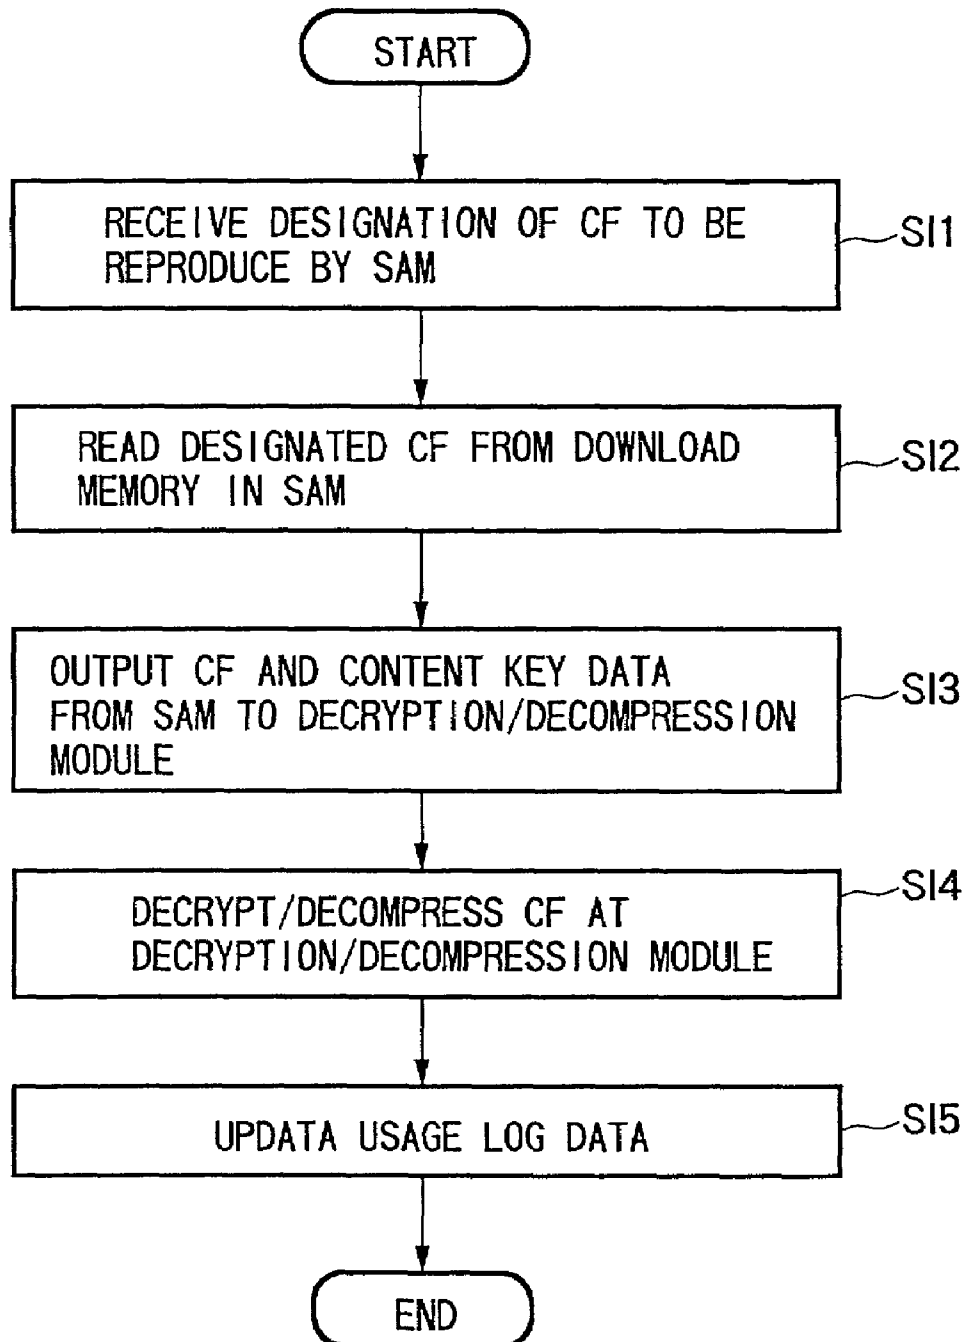 START
RECEIVE DESIGNATION OF CF TO BE
REPRODUCE BY SAM
SI1
READ DESIGNATED CF FROM DOWNLOAD
MEMORY IN SAM
SI2
OUTPUT CF AND CONTENT KEY DATA
FROM SAM TO DECRYPTION/DECOMPRESSION
MODULE
SI3
DECRYPT/DECOMPRESS CF AT
DECRYPTION/DECOMPRESSION MODULE
SI4
UPDATA USAGE LOG DATA
SI5
END